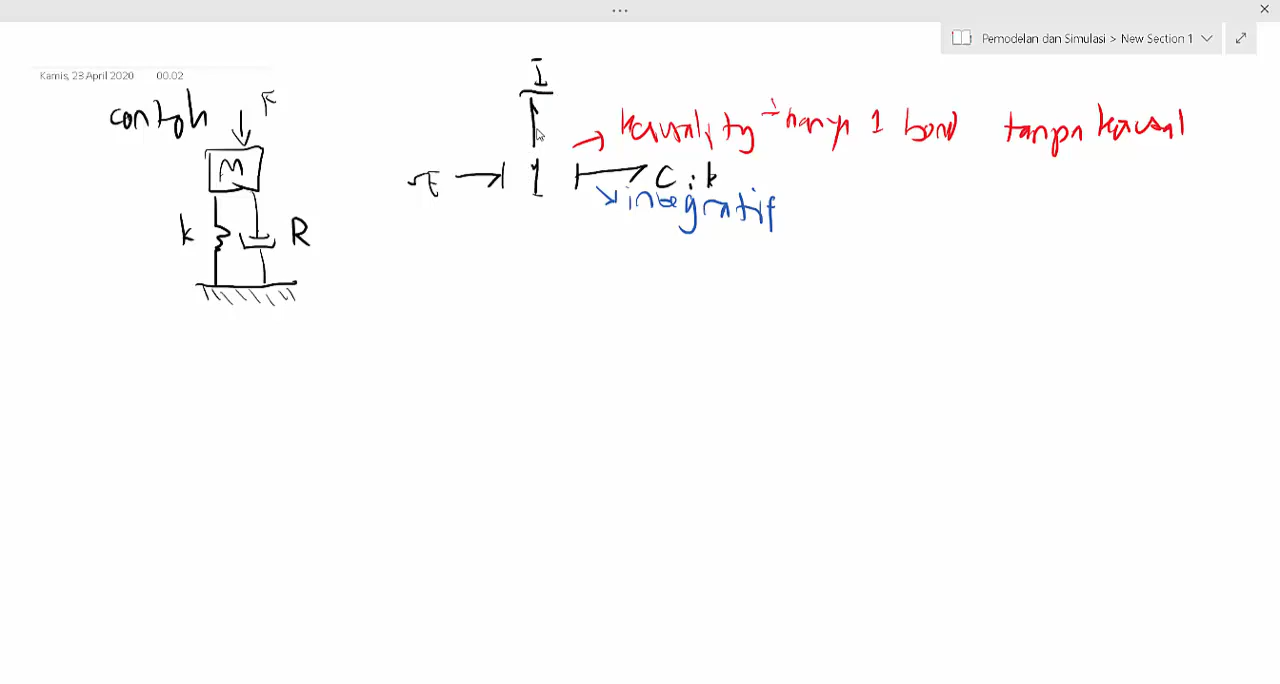 Pemodelan dan Simulasi > New Section 1
Kamis, 23 April 2020 00.02
contoh
F
M
k
R
I
1
C : k
kausality hanya 1 bond tanpa kausal
integratif